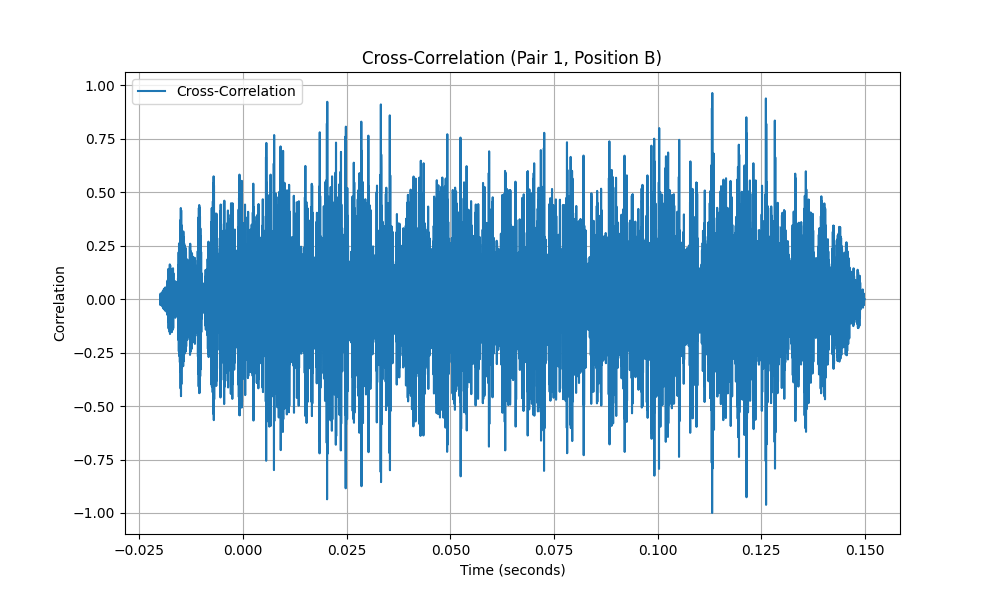 Cross-Correlation (Pair 1, Position B)
Cross-Correlation
1.00
0.75
0.50
0.25
0.00
−0.25
−0.50
−0.75
−1.00
Correlation
−0.025 0.000 0.025 0.050 0.075 0.100 0.125 0.150
Time (seconds)